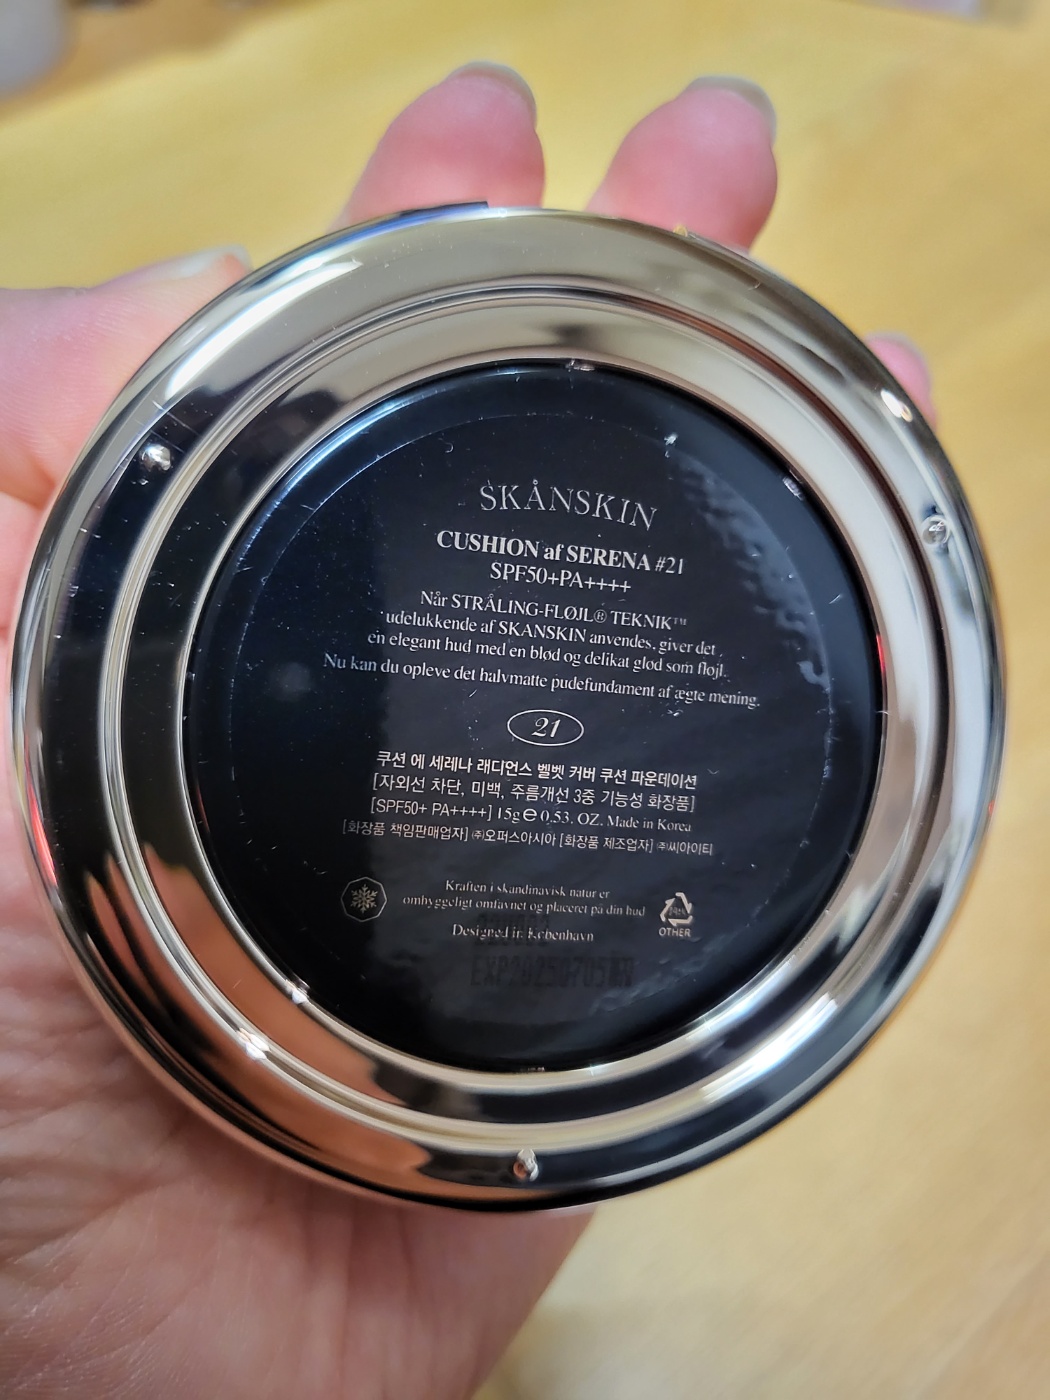 SKÅNSKIN
CUSHION af SERENA #21
SPF50+PA++++
Når STRÅLING-FLØJL® TEKNIK™
udelukkende af SKANSKIN anvendes, giver det
en elegant hud med en blød og delikat glød som fløjl.
Nu kan du opleve det halvmatte pudefundament af ægte mening.
21
쿠션 에 세레나 래디언스 벨벳 커버 쿠션 파운데이션
[자외선 차단, 미백, 주름개선 3중 기능성 화장품]
[SPF50+ PA++++] 15g℮0.53. OZ. Made in Korea
[화장품 책임판매업자] ㈜오퍼스아시아 [화장품 제조업자] ㈜씨아이티
Kraften i skandinavisk natur er
omhyggeligt omfavnet og placeret på din hud
Designed in København
OTHER
EXP20250705